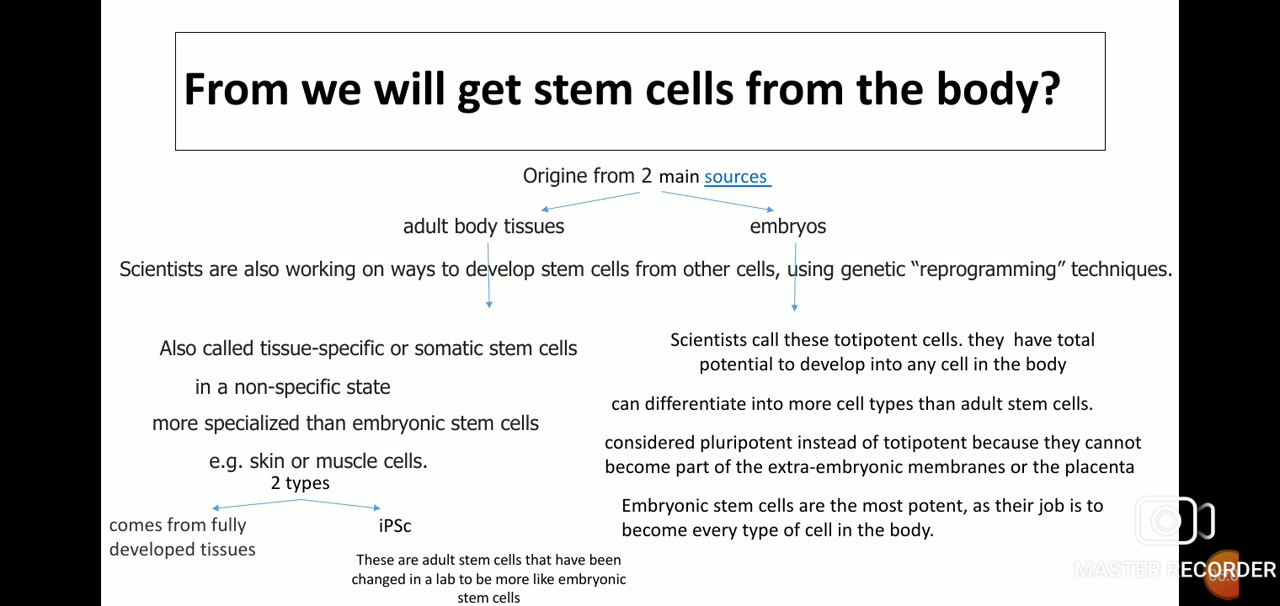 From we will get stem cells from the body?
Origine from 2 main sources
adult body tissues
embryos
Scientists are also working on ways to develop stem cells from other cells, using genetic “reprogramming” techniques.
Also called tissue-specific or somatic stem cells
in a non-specific state
more specialized than embryonic stem cells
e.g. skin or muscle cells.
2 types
comes from fully
developed tissues
iPSc
These are adult stem cells that have been
changed in a lab to be more like embryonic
stem cells
Scientists call these totipotent cells. they have total
potential to develop into any cell in the body
can differentiate into more cell types than adult stem cells.
considered pluripotent instead of totipotent because they cannot
become part of the extra-embryonic membranes or the placenta
Embryonic stem cells are the most potent, as their job is to
become every type of cell in the body.
MASTER RECORDER